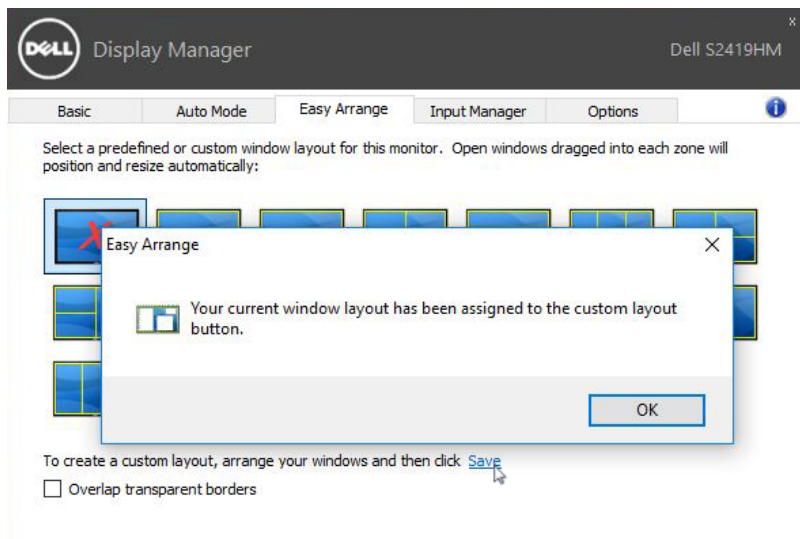 x
DELL Display Manager Dell S2419HM
Basic Auto Mode Easy Arrange Input Manager Options
Select a predefined or custom window layout for this monitor. Open windows dragged into each zone will
position and resize automatically:
Easy Arrange
Your current window layout has been assigned to the custom layout
button.
OK
To create a custom layout, arrange your windows and then click Save
Overlap transparent borders